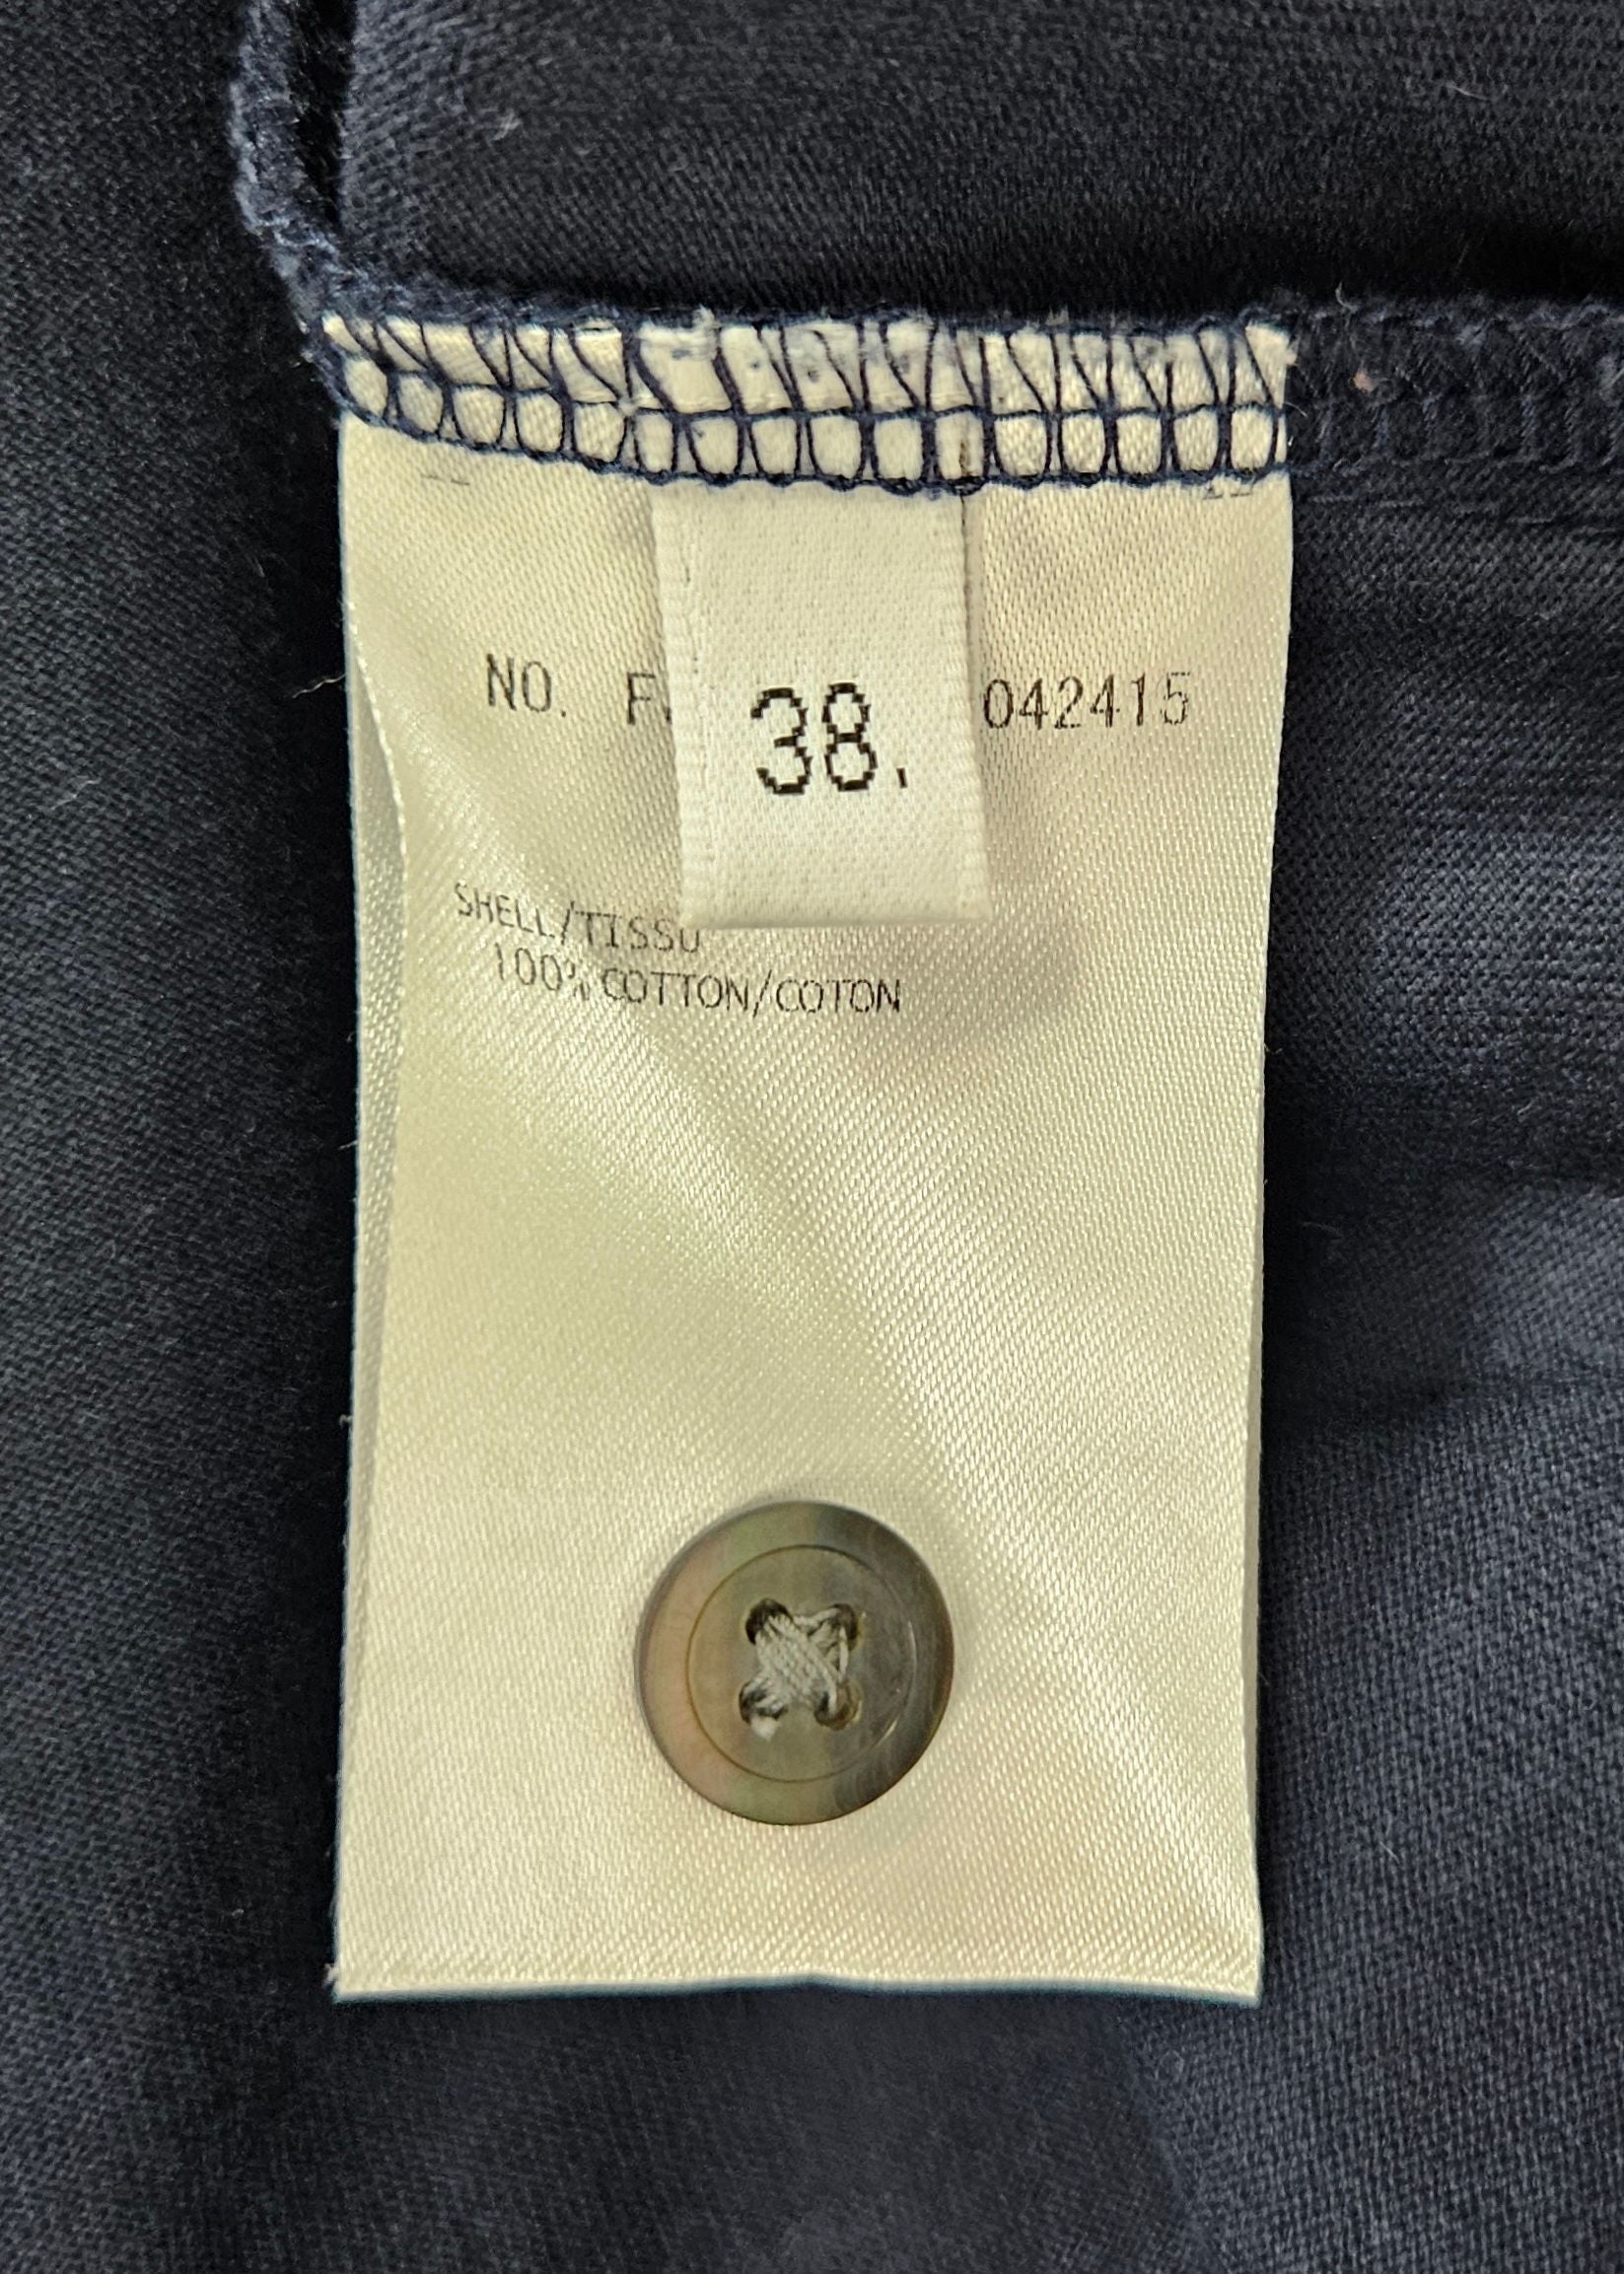 NO. F. 042415
38.
SHELL/TISSU
100% COTTON/COTON